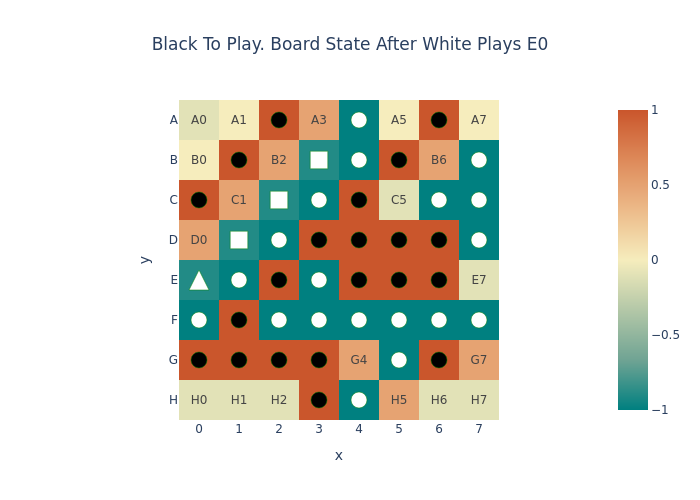 Black To Play. Board State After White Plays E0
A A0 A1 A3 A5 A7
B B0 B2 B6
C C1 C5
D D0
E E7
F
G G4 G7
H H0 H1 H2 H5 H6 H7
0 1 2 3 4 5 6 7
x
y
1
0.5
0
−0.5
−1